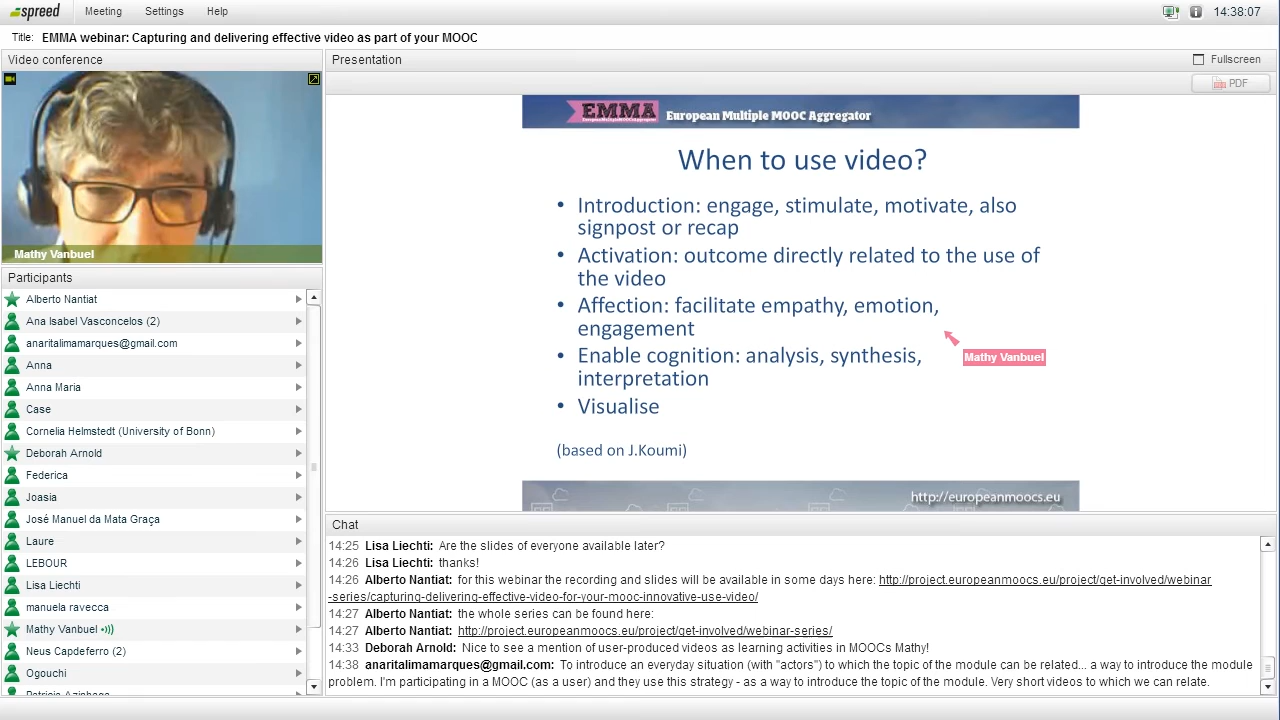 spreed Meeting Settings Help 14:38:07
Title: EMMA webinar: Capturing and delivering effective video as part of your MOOC
Video conference
Mathy Vanbuel
Participants
Alberto Nantiat
Ana Isabel Vasconcelos (2)
anaritalimamarques@gmail.com
Anna
Anna Maria
Case
Cornelia Helmstedt (University of Bonn)
Deborah Arnold
Federica
Joasia
José Manuel da Mata Graça
Laure
LEBOUR
Lisa Liechti
manuela ravecca
Mathy Vanbuel
Neus Capdeferro (2)
Ogouchi
Presentation
Fullscreen
PDF
EMMA European Multiple MOOC Aggregator
When to use video?
• Introduction: engage, stimulate, motivate, also
signpost or recap
• Activation: outcome directly related to the use of
the video
• Affection: facilitate empathy, emotion,
engagement
Mathy Vanbuel
• Enable cognition: analysis, synthesis,
interpretation
• Visualise
(based on J.Koumi)
http://europeanmoocs.eu
Chat
14:25 Lisa Liechti: Are the slides of everyone available later?
14:26 Lisa Liechti: thanks!
14:26 Alberto Nantiat: for this webinar the recording and slides will be available in some days here: http://project.europeanmoocs.eu/project/get-involved/webinar
-series/capturing-delivering-effective-video-for-your-mooc-innovative-use-video/
14:27 Alberto Nantiat: the whole series can be found here:
14:27 Alberto Nantiat: http://project.europeanmoocs.eu/project/get-involved/webinar-series/
14:33 Deborah Arnold: Nice to see a mention of user-produced videos as learning activities in MOOCs Mathy!
14:38 anaritalimamarques@gmail.com: To introduce an everyday situation (with "actors") to which the topic of the module can be related... a way to introduce the module
problem. I'm participating in a MOOC (as a user) and they use this strategy - as a way to introduce the topic of the module. Very short videos to which we can relate.